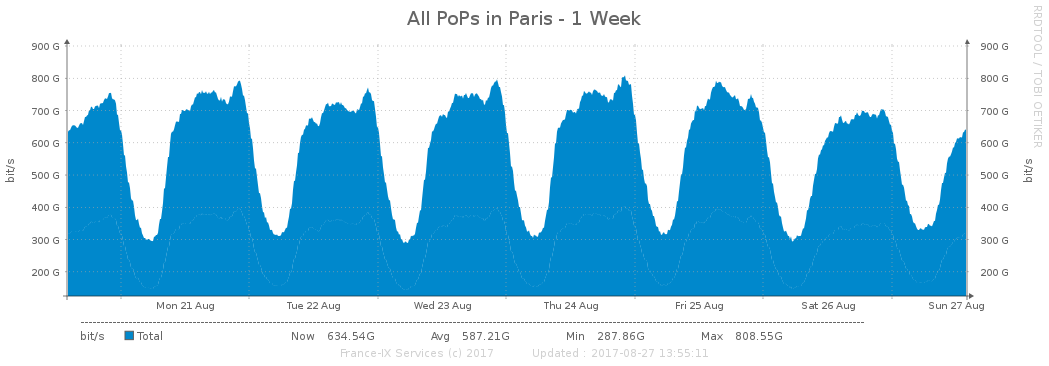 All PoPs in Paris - 1 Week
RRDTOOL / TOBI OETIKER
900 G 900 G
800 G 800 G
700 G 700 G
600 G 600 G
500 G 500 G
400 G 400 G
300 G 300 G
200 G 200 G
bit/s bit/s
Mon 21 Aug Tue 22 Aug Wed 23 Aug Thu 24 Aug Fri 25 Aug Sat 26 Aug Sun 27 Aug
bit/s Total Now 634.54G Avg 587.21G Min 287.86G Max 808.55G
France-IX Services (c) 2017 Updated : 2017-08-27 13:55:11